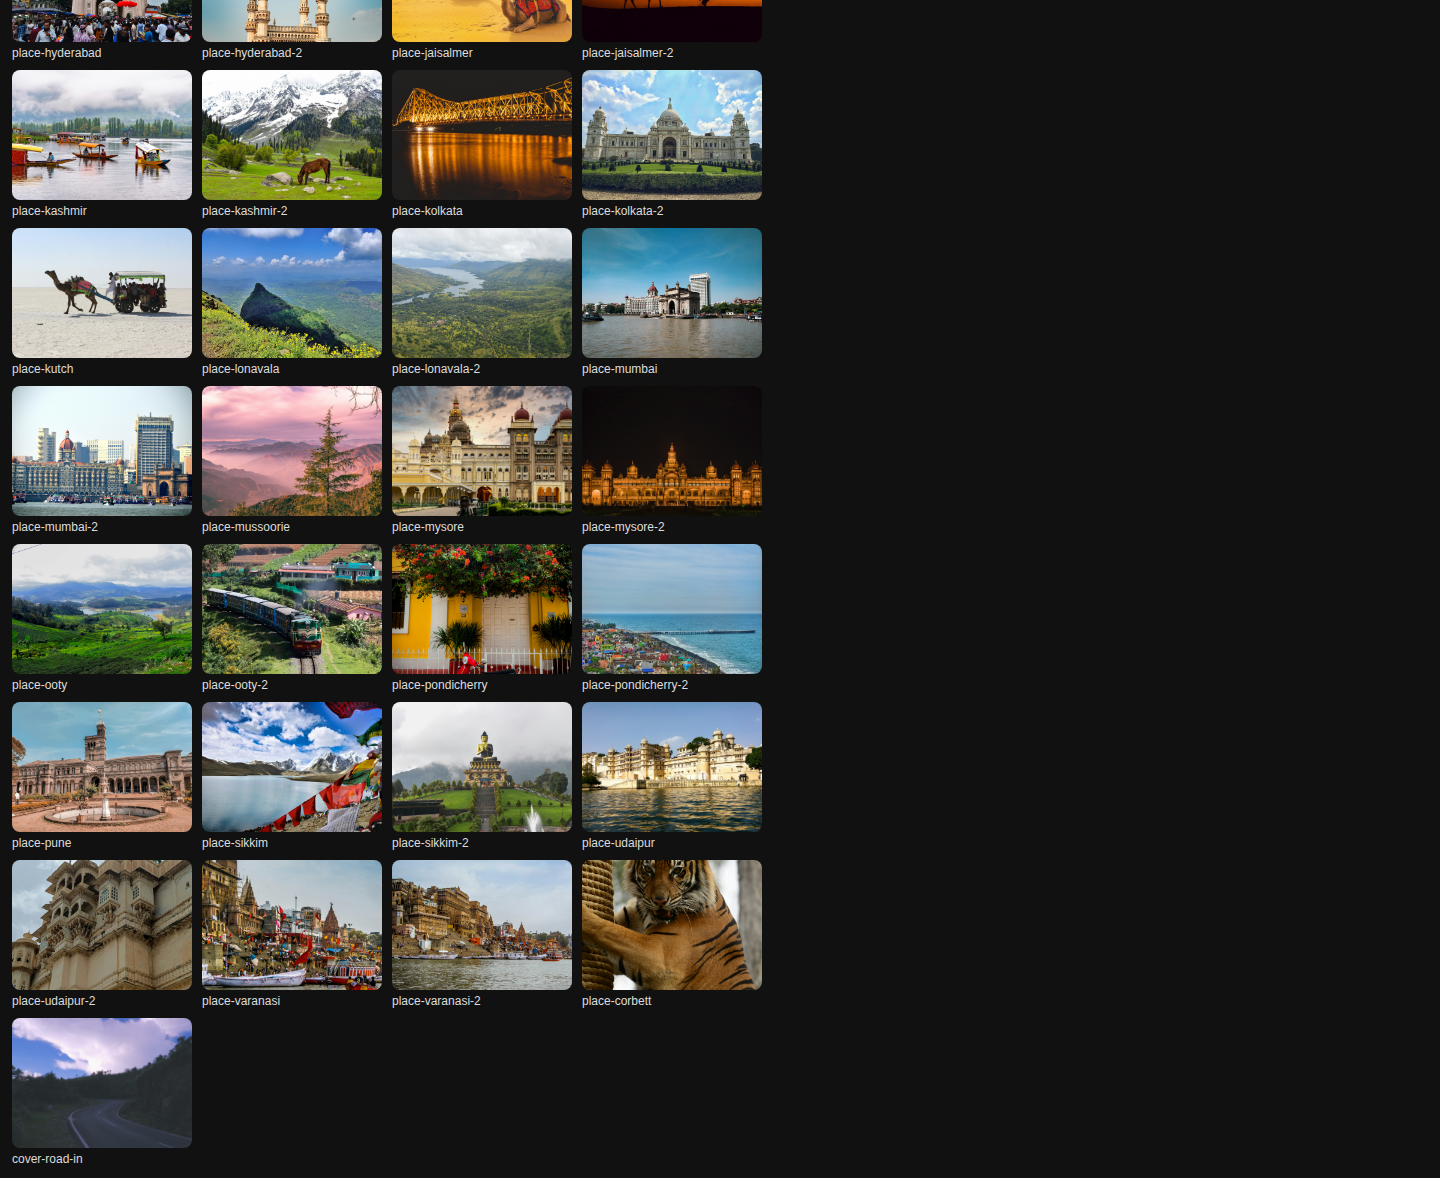 place-hyderabad
place-hyderabad-2
place-jaisalmer
place-jaisalmer-2
place-kashmir
place-kashmir-2
place-kolkata
place-kolkata-2
place-kutch
place-lonavala
place-lonavala-2
place-mumbai
place-mumbai-2
place-mussoorie
place-mysore
place-mysore-2
place-ooty
place-ooty-2
place-pondicherry
place-pondicherry-2
place-pune
place-sikkim
place-sikkim-2
place-udaipur
place-udaipur-2
place-varanasi
place-varanasi-2
place-corbett
cover-road-in